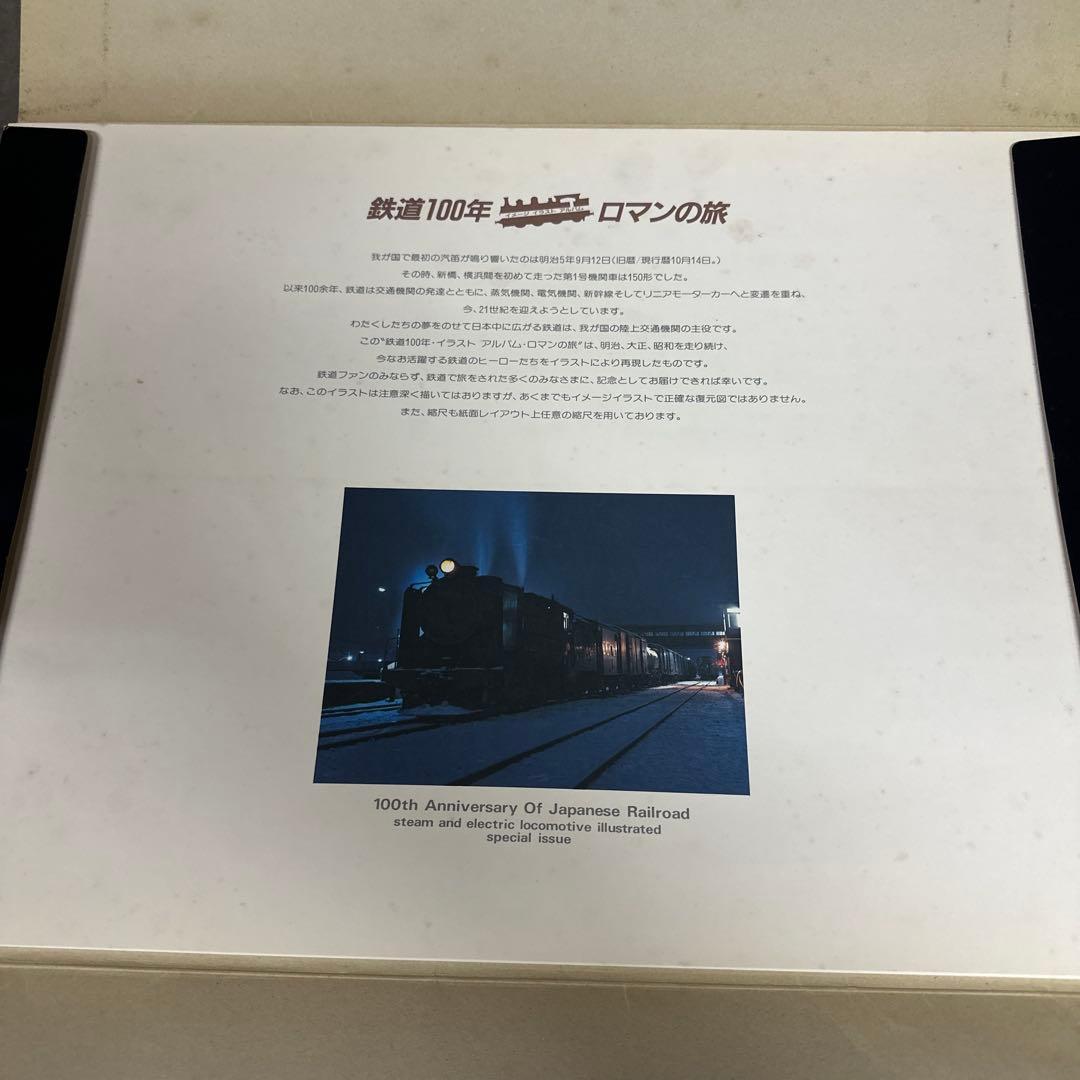 鉄道100年 イメージ イラスト アルバム ロマンの旅
我が国で最初の汽笛が鳴り響いたのは明治5年9月12日(旧暦/現行暦10月14日。)
その時、新橋、横浜間を初めて走った第1号機関車は150形でした。
以来100余年、鉄道は交通機関の発達とともに、蒸気機関、電気機関、新幹線そしてリニアモーターカーへと変遷を重ね、
今、21世紀を迎えようとしています。
わたくしたちの夢をのせて日本中に広がる鉄道は、我が国の陸上交通機関の主役です。
この"鉄道100年・イラスト アルバム・ロマンの旅"は、明治、大正、昭和を走り続け、
今なお活躍する鉄道のヒーローたちをイラストにより再現したものです。
鉄道ファンのみならず、鉄道で旅をされた多くのみなさまに、記念としてお届けできれば幸いです。
なお、このイラストは注意深く描いてはおりますが、あくまでもイメージイラストで正確な復元図ではありません。
また、縮尺も紙面レイアウト上任意の縮尺を用いております。
100th Anniversary Of Japanese Railroad
steam and electric locomotive illustrated
special issue